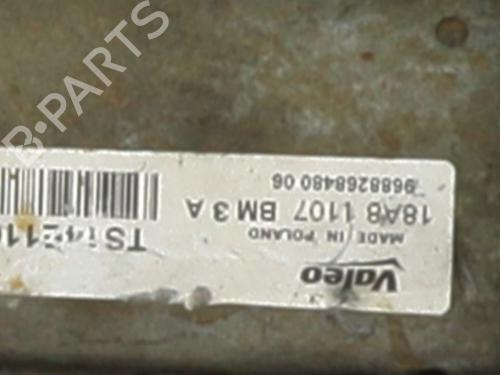 B-PARTS
Valeo
MADE IN POLAND
18A8 1107 BM 3 A
9688268480 06